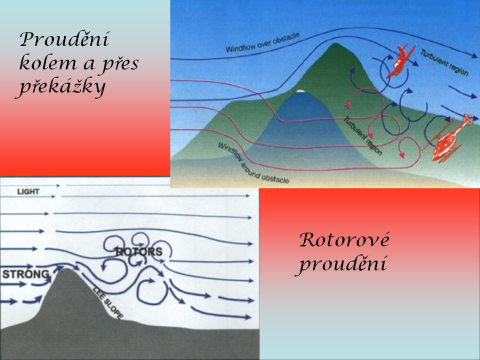 Proudění
kolem a přes
překážky
Windflow over obstacle
Turbulent region
Turbulent region
Windflow around obstacle
LIGHT
ROTORS
STRONG
LEE SLOPE
Rotorové
proudění